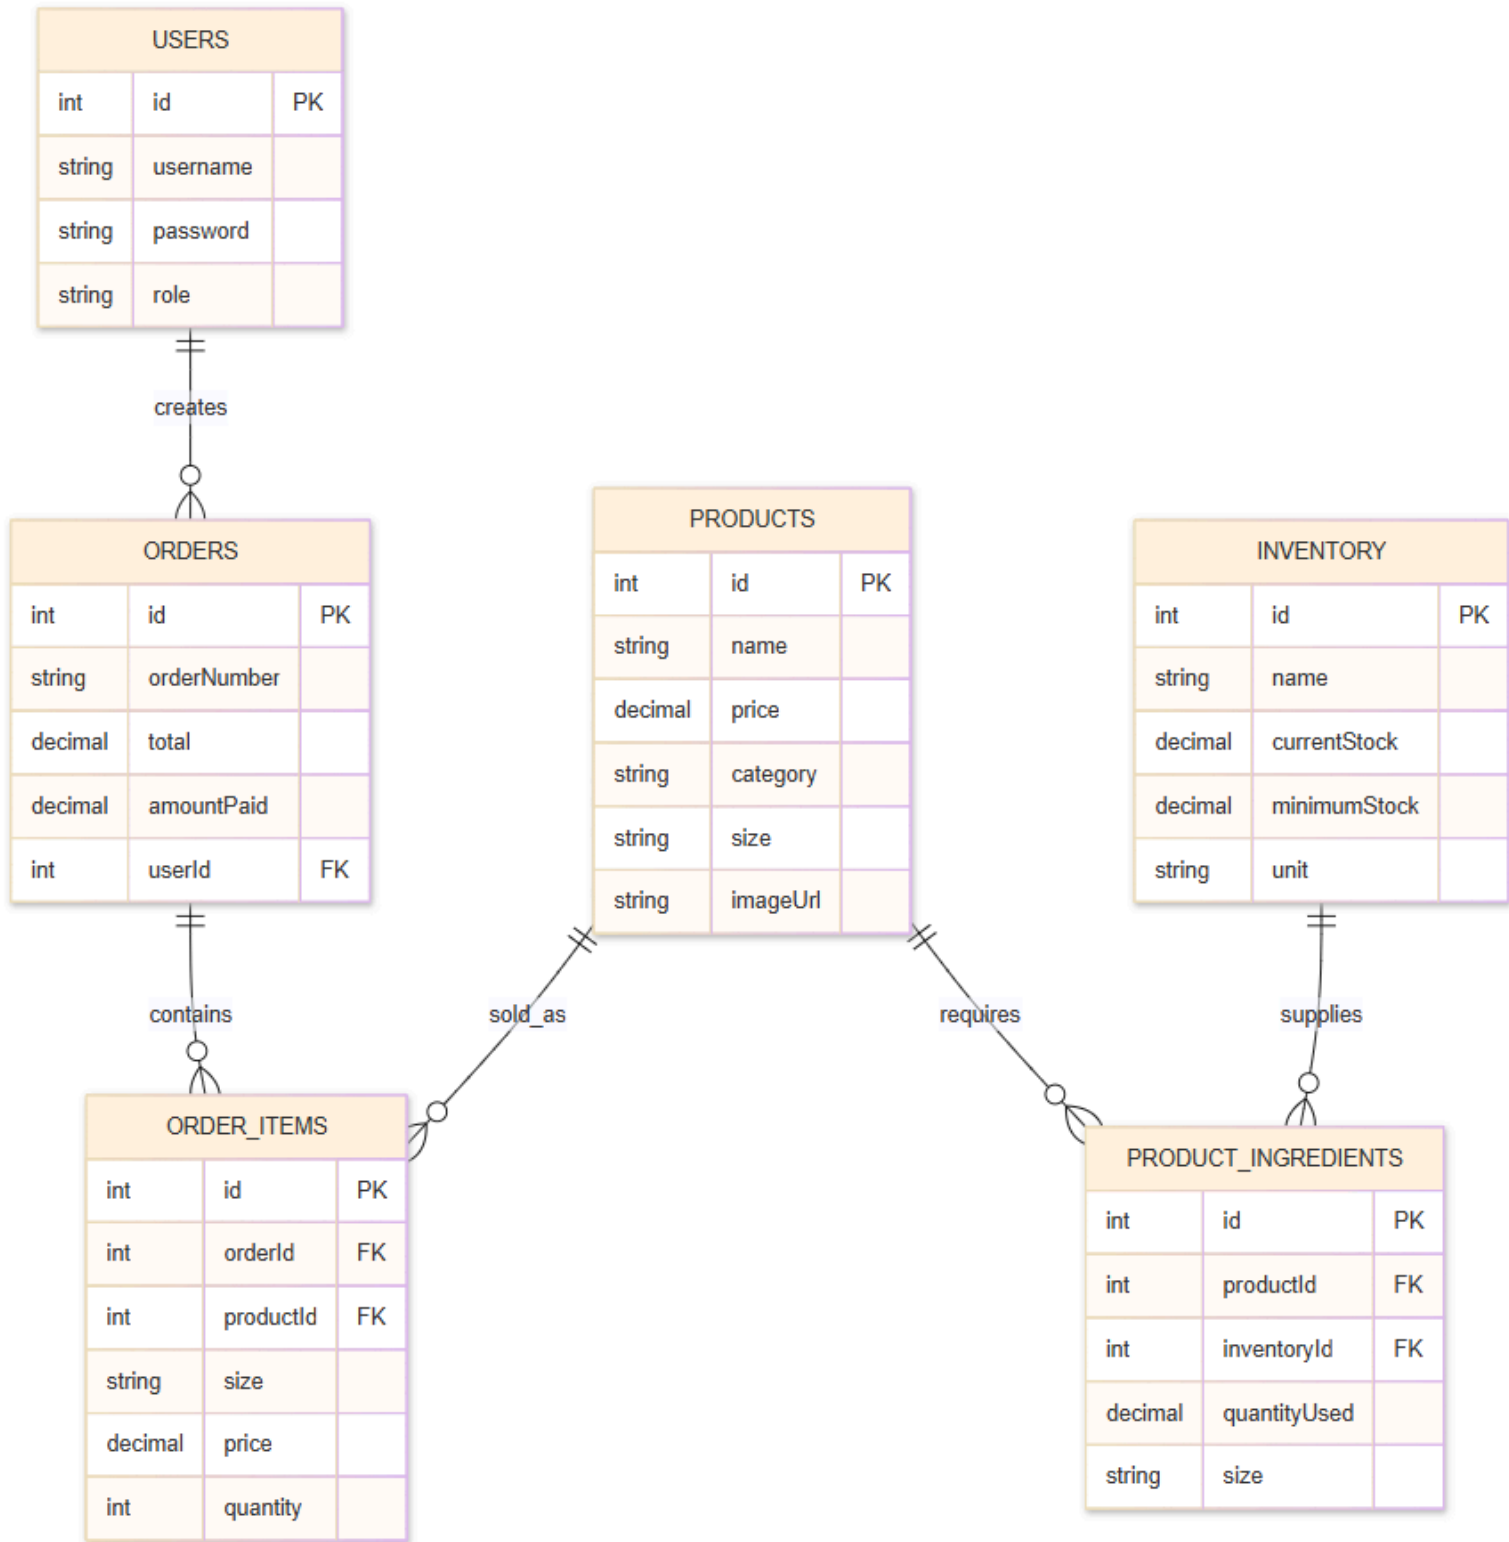 USERS
int id PK
string username
string password
string role
creates
ORDERS
int id PK
string orderNumber
decimal total
decimal amountPaid
int userId FK
PRODUCTS
int id PK
string name
decimal price
string category
string size
string imageUrl
INVENTORY
int id PK
string name
decimal currentStock
decimal minimumStock
string unit
contains
sold_as
requires
supplies
ORDER_ITEMS
int id PK
int orderId FK
int productId FK
string size
decimal price
int quantity
PRODUCT_INGREDIENTS
int id PK
int productId FK
int inventoryId FK
decimal quantityUsed
string size